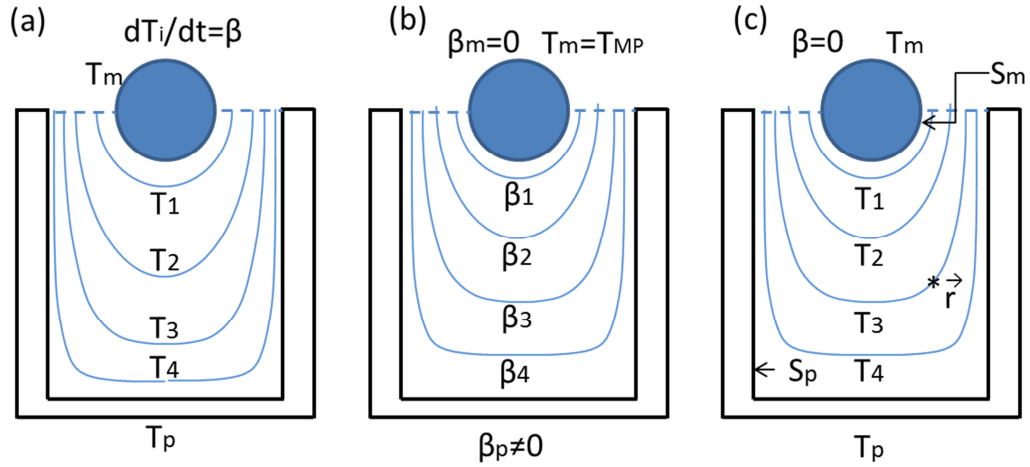 (a)
dTi/dt=β
Tm
T1
T2
T3
T4
Tp
(b)
βm=0 Tm=TMP
β1
β2
β3
β4
βp≠0
(c)
β=0 Tm
Sm
T1
T2
* r⃗
T3
Sp T4
Tp